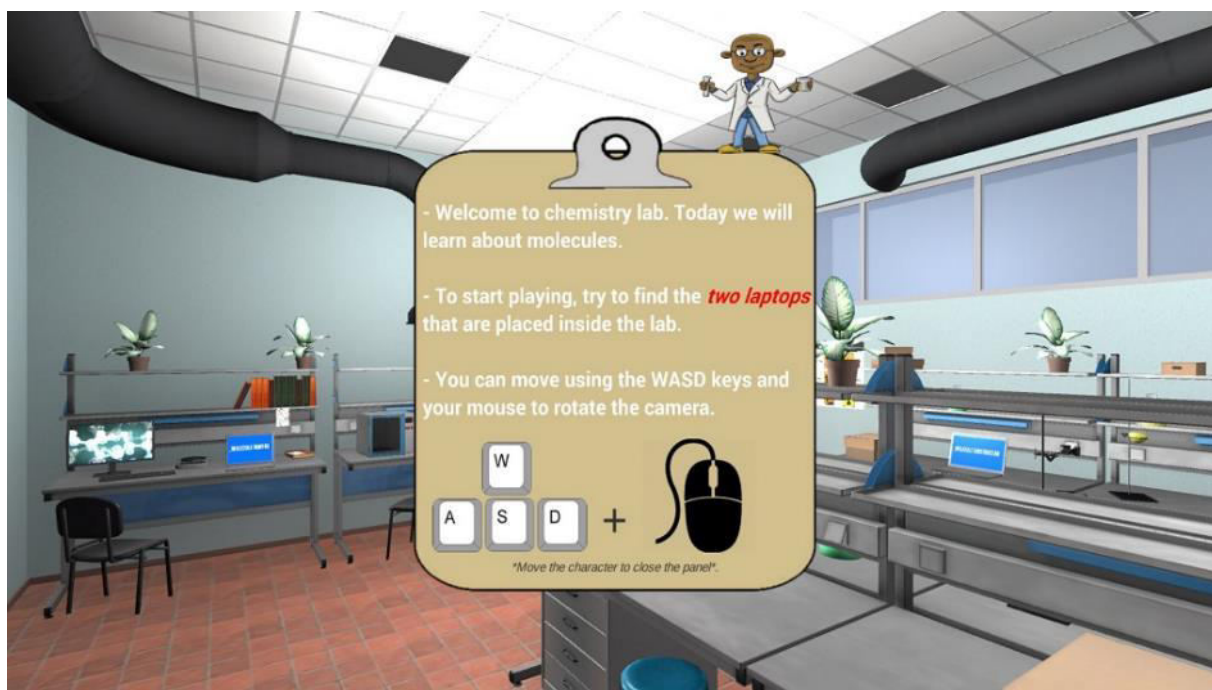 - Welcome to chemistry lab. Today we will
learn about molecules.
- To start playing, try to find the two laptops
that are placed inside the lab.
- You can move using the WASD keys and
your mouse to rotate the camera.
W
A S D +
*Move the character to close the panel*.